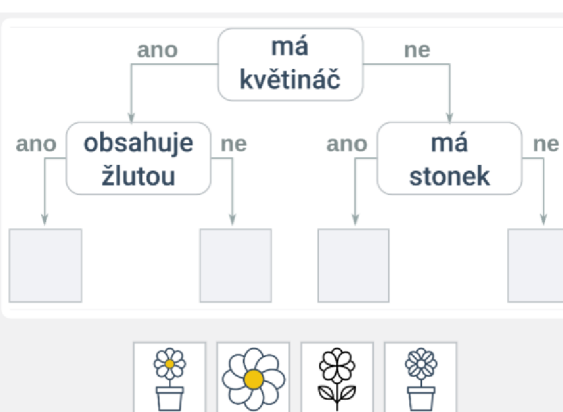 ano
má
květináč
ne
ano
obsahuje
žlutou
ne
ano
má
stonek
ne